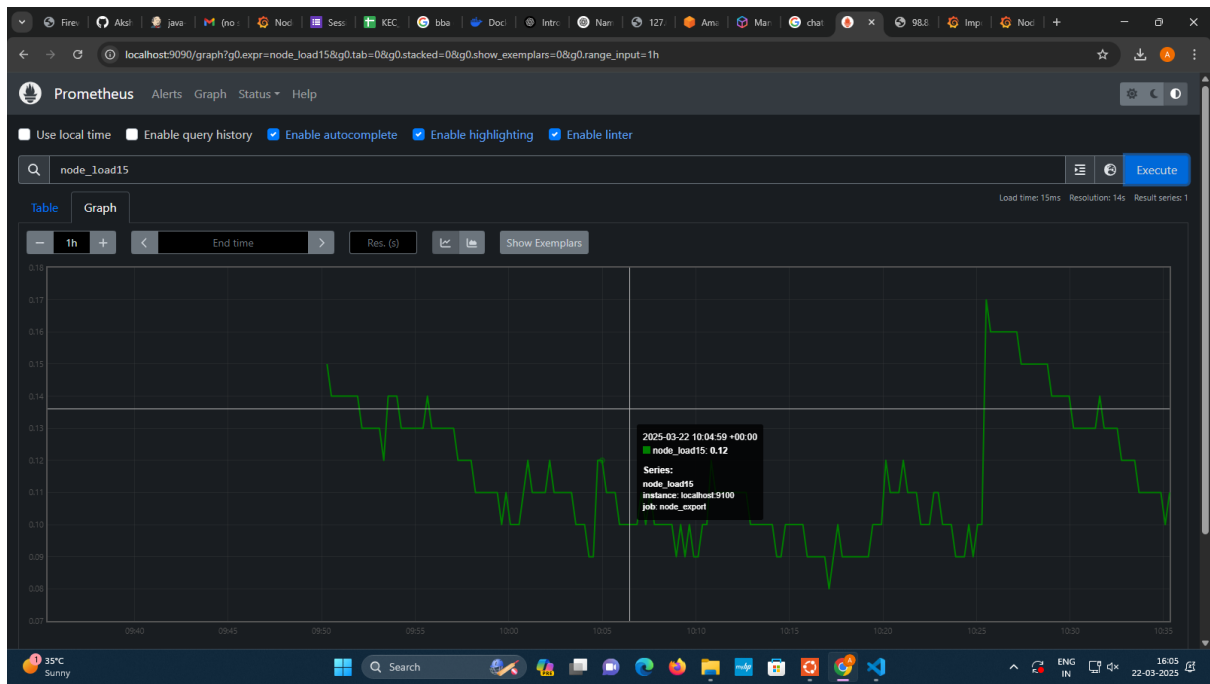 Firev
Aksh
java-
(no s
Nod
Sess
KEC_
bba
Docl
Intro
Nam
127.
Ama
Man
chat
98.8
Imp
Nod
localhost:9090/graph?g0.expr=node_load15&g0.tab=0&g0.stacked=0&g0.show_exemplars=0&g0.range_input=1h
A
Prometheus Alerts Graph Status Help
Use local time Enable query history Enable autocomplete Enable highlighting Enable linter
node_load15 Execute
Load time: 15ms Resolution: 14s Result series: 1
Table Graph
− 1h + < End time > Res. (s) Show Exemplars
0.18
0.17
0.16
0.15
0.14
0.13
0.12
0.11
0.10
0.09
0.08
0.07
2025-03-22 10:04:59 +00:00
node_load15: 0.12
Series:
node_load15
instance: localhost:9100
job: node_export
09:40 09:45 09:50 09:55 10:00 10:05 10:10 10:15 10:20 10:25 10:30 10:35
1
35°C
Sunny
Search
ENG
IN
16:05
22-03-2025